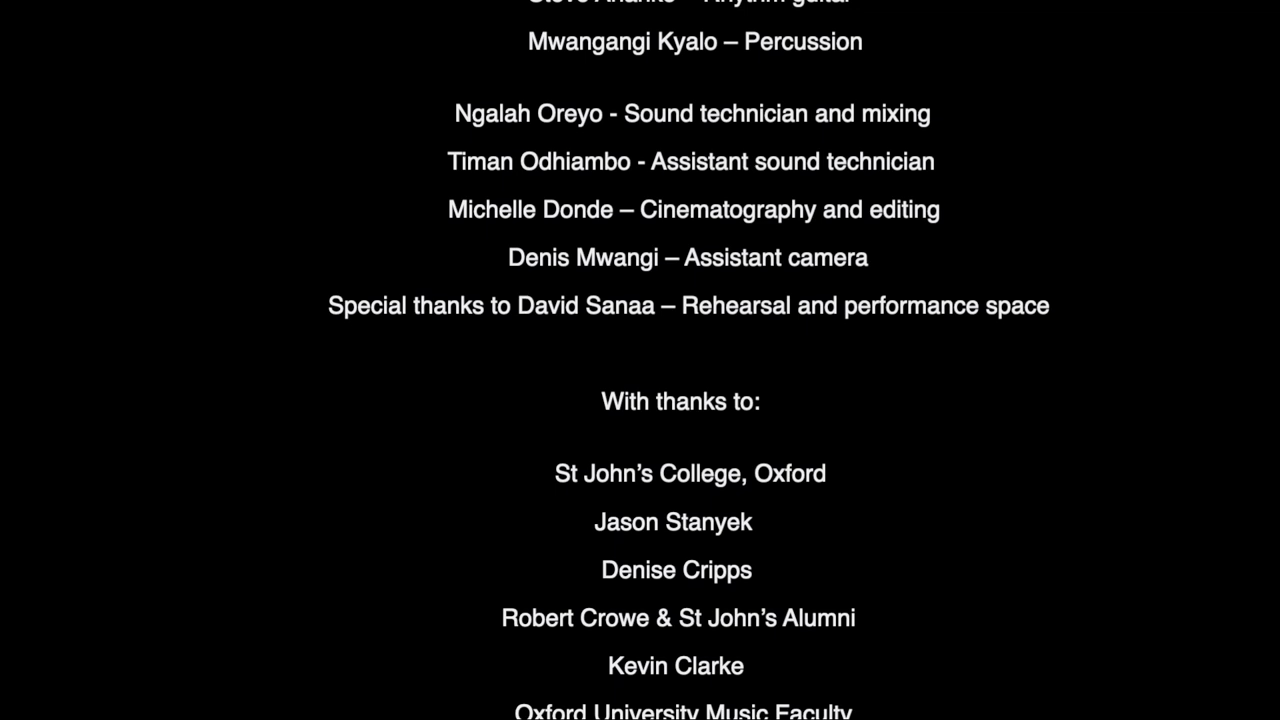 Mwangangi Kyalo – Percussion
Ngalah Oreyo - Sound technician and mixing
Timan Odhiambo - Assistant sound technician
Michelle Donde – Cinematography and editing
Denis Mwangi – Assistant camera
Special thanks to David Sanaa – Rehearsal and performance space
With thanks to:
St John’s College, Oxford
Jason Stanyek
Denise Cripps
Robert Crowe & St John’s Alumni
Kevin Clarke
Oxford University Music Faculty